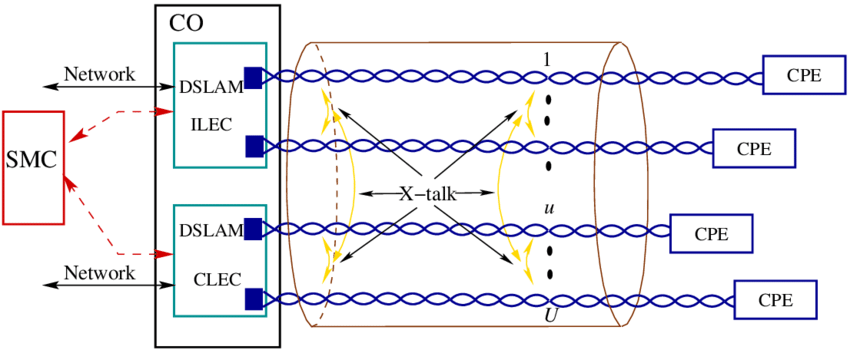 CO
1
Network
DSLAM
CPE
ILEC
SMC
CPE
X-talk
u
DSLAM
CPE
Network
CLEC
CPE
U